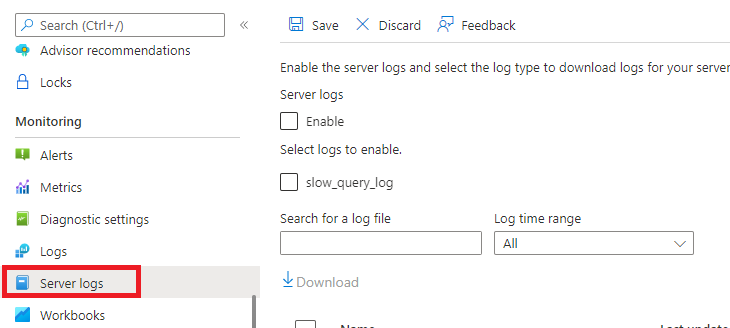 Search (Ctrl+/)
«
Advisor recommendations
Locks
Monitoring
Alerts
Metrics
Diagnostic settings
Logs
Server logs
Workbooks
Save
Discard
Feedback
Enable the server logs and select the log type to download logs for your server
Server logs
Enable
Select logs to enable.
slow_query_log
Search for a log file
Log time range
All
Download
Name
Last update